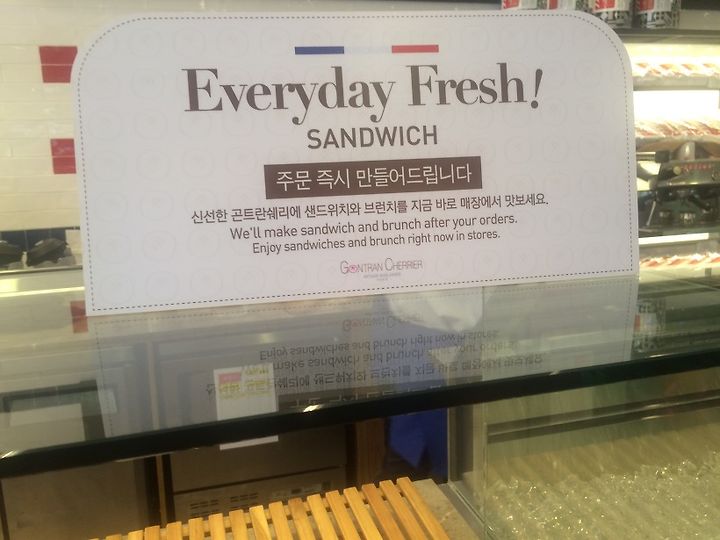 Everyday Fresh!
SANDWICH
주문 즉시 만들어드립니다
신선한 곤트란쉐리에 샌드위치와 브런치를 지금 바로 매장에서 맛보세요.
We'll make sandwich and brunch after your orders.
Enjoy sandwiches and brunch right now in stores.
GONTRAN CHERRIER